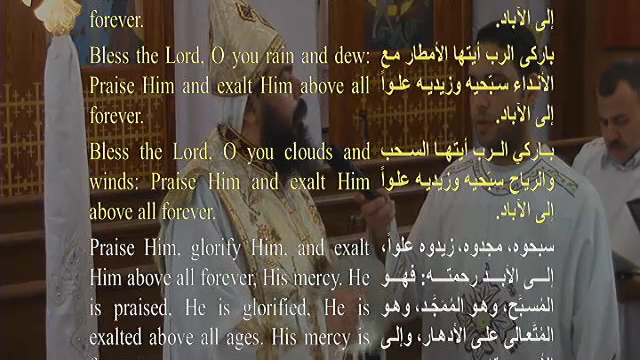 forever.
Bless the Lord, O you rain and dew:
Praise Him and exalt Him above all
forever.
Bless the Lord, O you clouds and
winds: Praise Him and exalt Him
above all forever.
Praise Him, glorify Him, and exalt
Him above all forever, His mercy. He
is praised, He is glorified, He is
exalted above all ages. His mercy is
إلى الآباد.
باركى الرب أيتها الأمطار مع
الأنداء سبّحيه وزيديه علواً
إلى الآباد.
باركي الرب أيتها السحب
والرياح سبّحيه وزيديه علواً
إلى الآباد.
سبحوه، مجدوه، زيدوه علواً،
إلى الأبد رحمته: فهو
المُسبَّح، وهو المُمَجَّد، وهو
المُتَعالى على الأدهار، وإلى